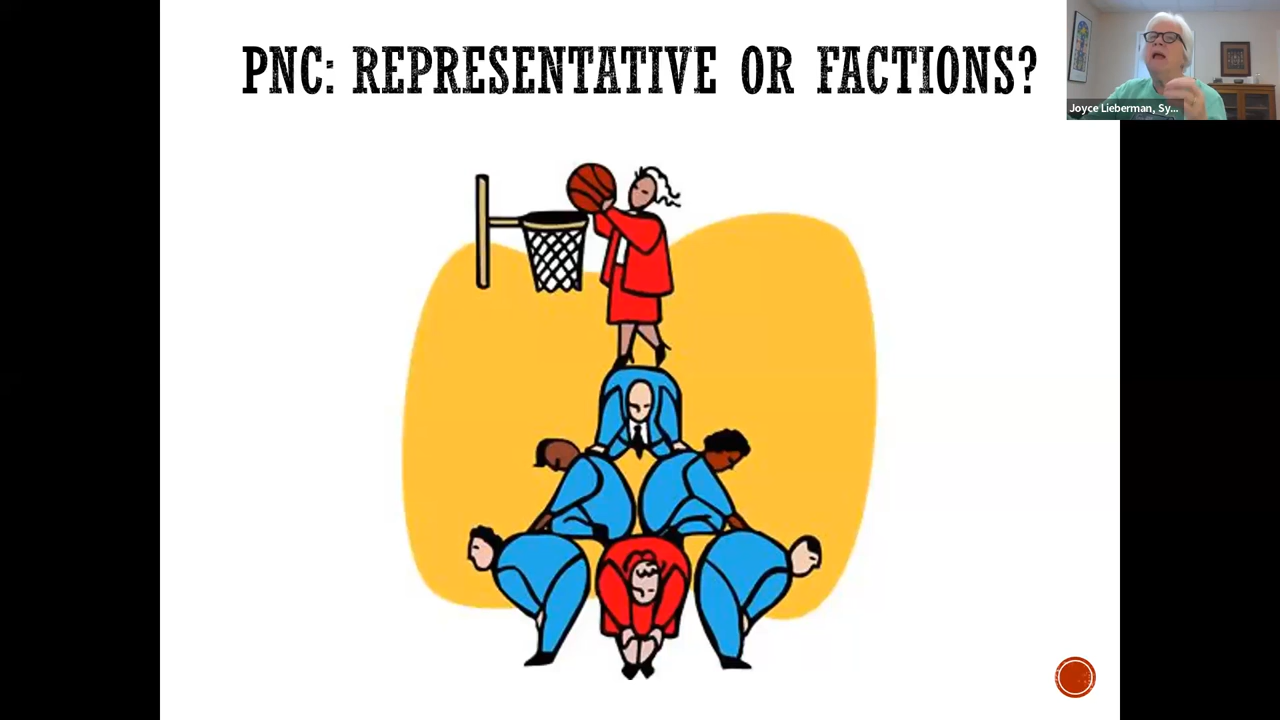 PNC: REPRESENTATIVE OR FACTIONS?
Joyce Lieberman, Sy...